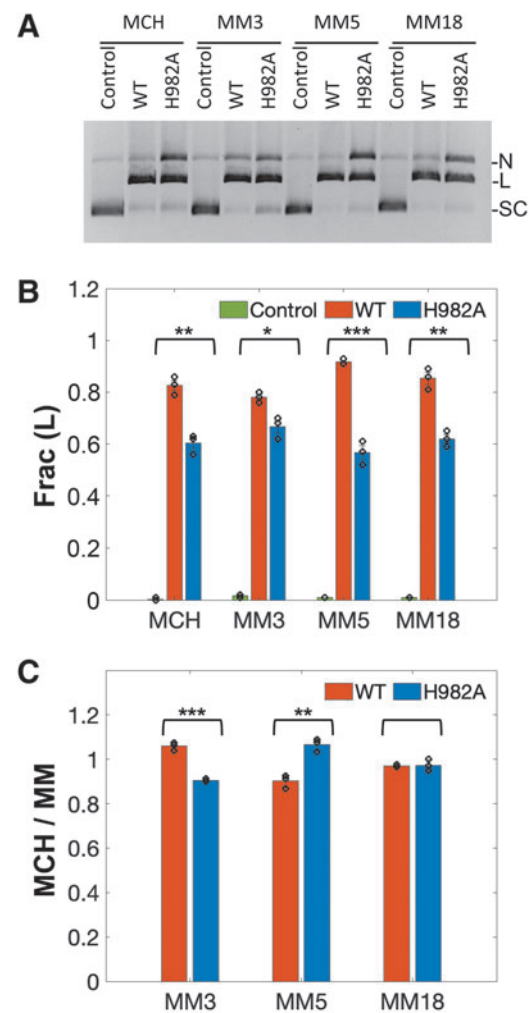 A
MCH MM3 MM5 MM18
Control WT H982A Control WT H982A Control WT H982A Control WT H982A
-N
-L
-SC
B
1.2
Control WT H982A
1
** * *** **
0.8
0.6
0.4
0.2
0
Frac (L)
MCH MM3 MM5 MM18
C
WT H982A
*** **
1.2
1
0.8
0.6
0.4
0.2
0
MCH / MM
MM3 MM5 MM18